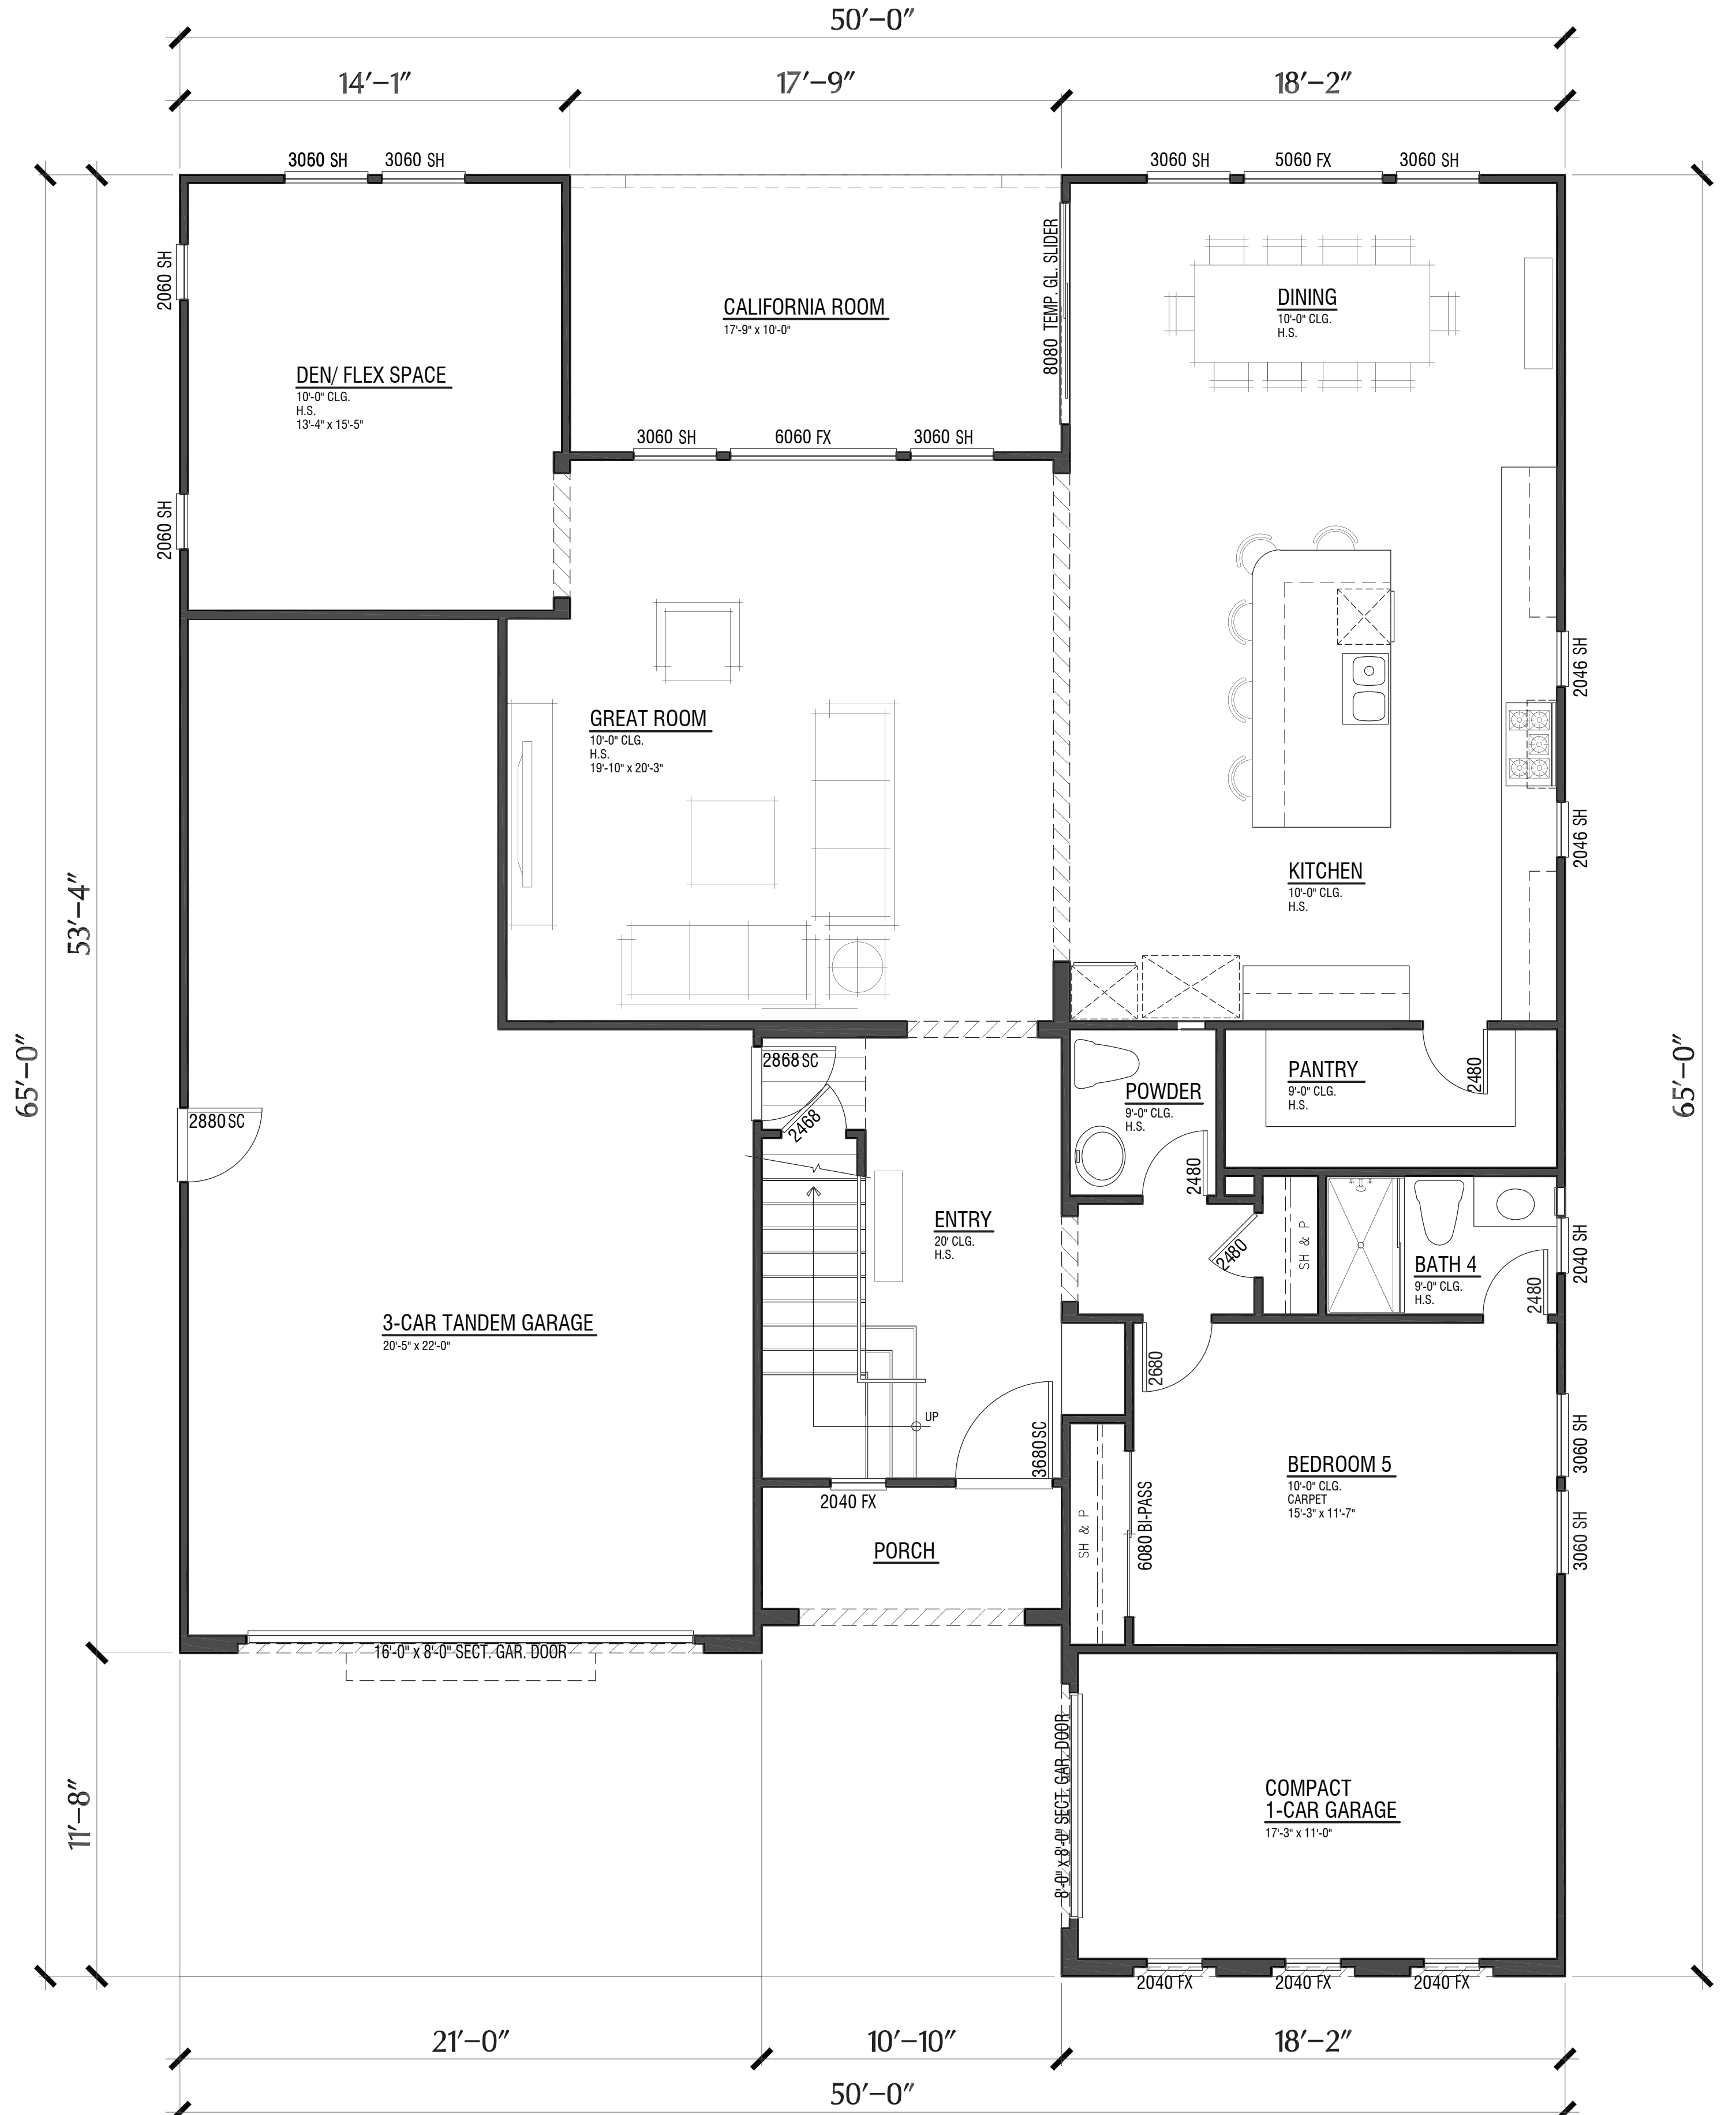 50'-0"
14'-1"
17'-9"
18'-2"
3060 SH
3060 SH
3060 SH
5060 FX
3060 SH
2060 SH
8080 TEMP. GL. SLIDER
DINING
10'-0" CLG.
H.S.
CALIFORNIA ROOM
17'-9" x 10'-0"
DEN/ FLEX SPACE
10'-0" CLG.
H.S.
13'-4" x 15'-5"
3060 SH
6060 FX
3060 SH
2060 SH
2046 SH
GREAT ROOM
10'-0" CLG.
H.S.
19'-10" x 20'-3"
2046 SH
KITCHEN
10'-0" CLG.
H.S.
53'-4"
65'-0"
65'-0"
2868 SC
2468
2880 SC
POWDER
9'-0" CLG.
H.S.
2480
PANTRY
9'-0" CLG.
H.S.
2480
ENTRY
20' CLG.
H.S.
2480
SH & P
BATH 4
9'-0" CLG.
H.S.
2480
2040 SH
3-CAR TANDEM GARAGE
20'-5" x 22'-0"
2680
UP
3680 SC
BEDROOM 5
10'-0" CLG.
CARPET
15'-3" x 11'-7"
3060 SH
3060 SH
2040 FX
PORCH
SH & P
6080 BI-PASS
16'-0" x 8'-0" SECT. GAR. DOOR
8'-0" x 8'-0" SECT. GAR. DOOR
COMPACT
1-CAR GARAGE
17'-3" x 11'-0"
11'-8"
2040 FX
2040 FX
2040 FX
21'-0"
10'-10"
18'-2"
50'-0"